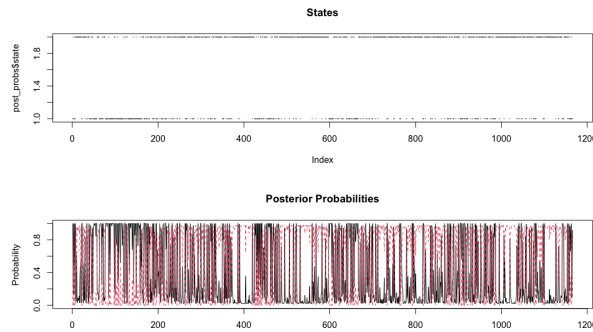 States
post_probs$state
1.0 1.4 1.8
0 200 400 600 800 1000 120
Index
Posterior Probabilities
Probability
0.0 0.4 0.8
0 200 400 600 800 1000 1200